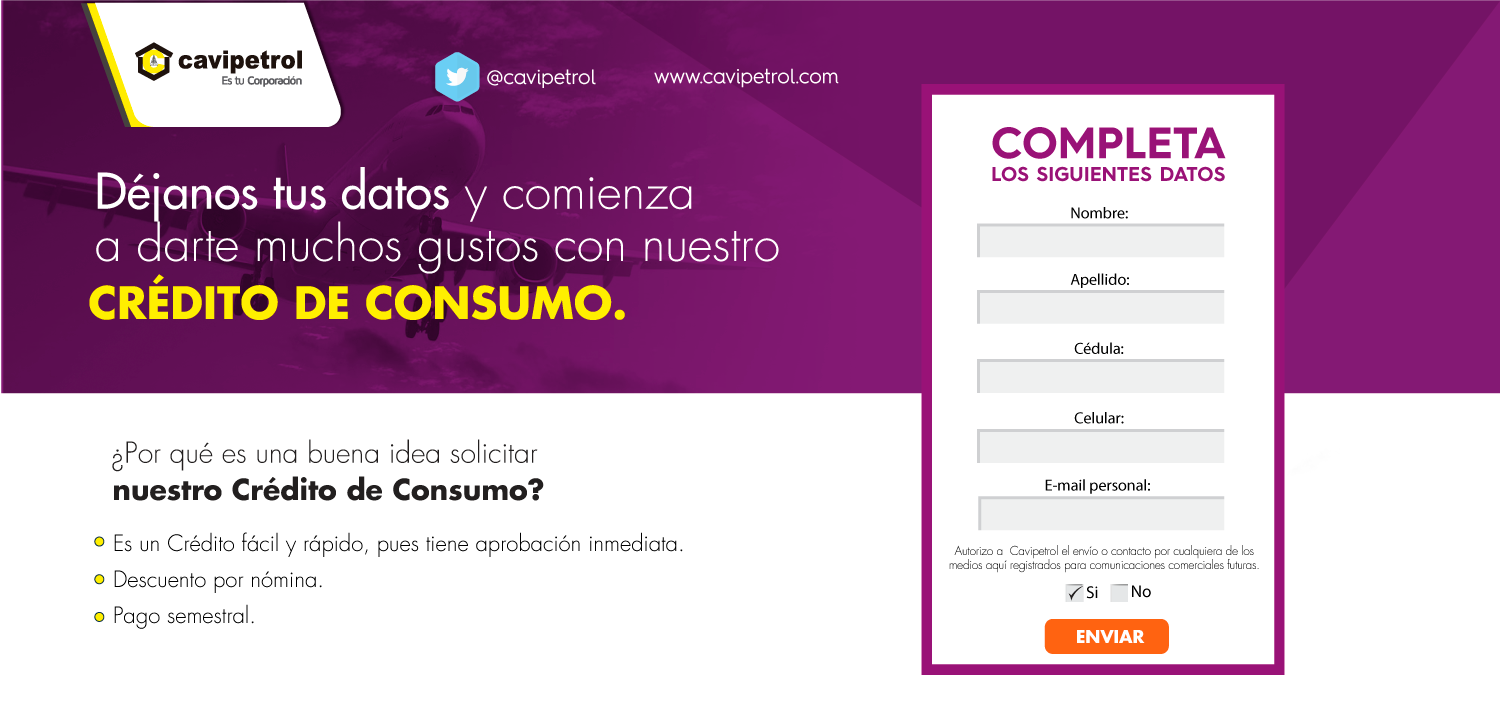 cavipetrol
Es tu Corporación
@cavipetrol
www.cavipetrol.com
Déjanos tus datos y comienza
a darte muchos gustos con nuestro
CRÉDITO DE CONSUMO.
¿Por qué es una buena idea solicitar
nuestro Crédito de Consumo?
Es un Crédito fácil y rápido, pues tiene aprobación inmediata.
Descuento por nómina.
Pago semestral.
COMPLETA
LOS SIGUIENTES DATOS
Nombre:
Apellido:
Cédula:
Celular:
E-mail personal:
Autorizo a Cavipetrol el envío o contacto por cualquiera de los
medios aquí registrados para comunicaciones comerciales futuras.
Si No
ENVIAR